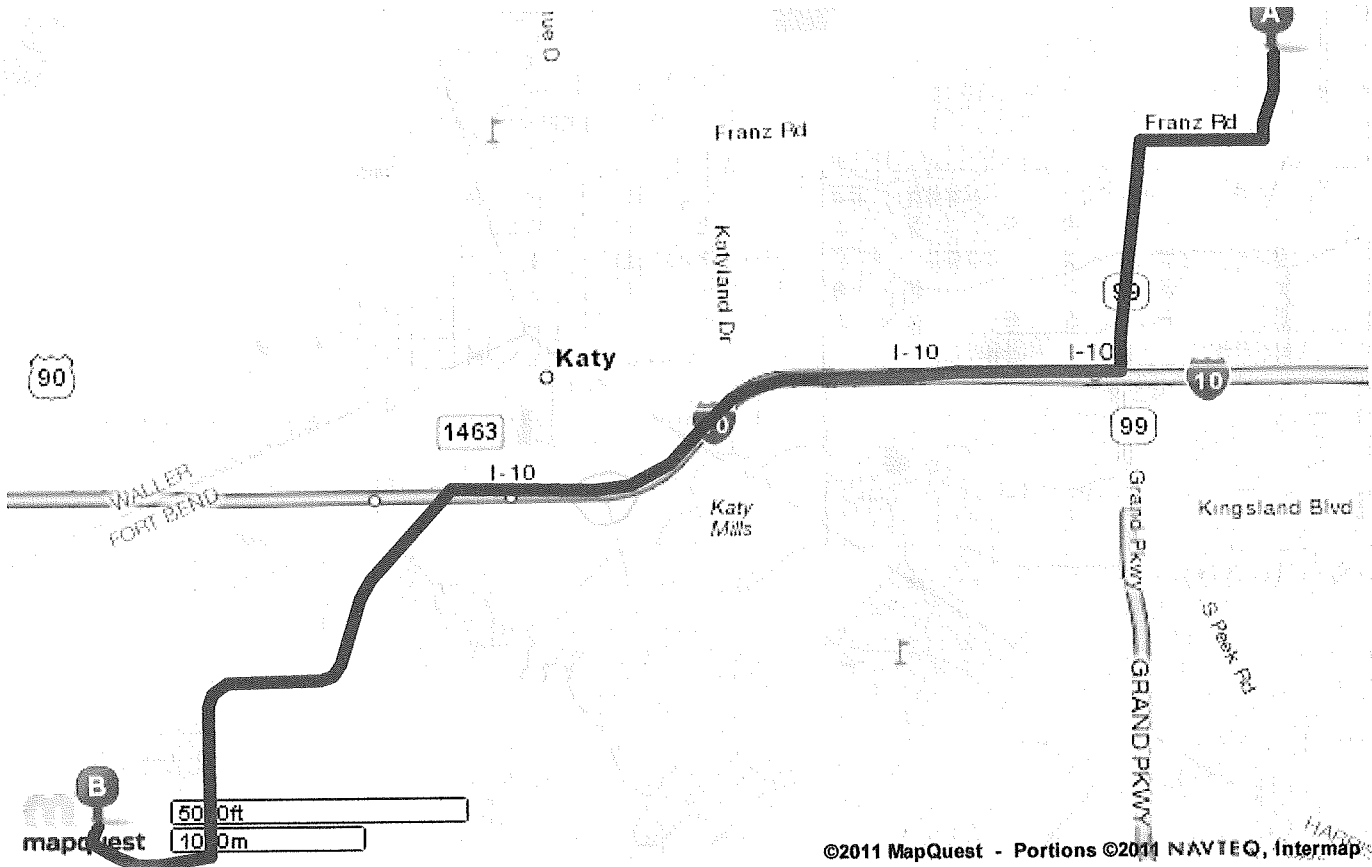 A
Franz Rd
Franz Rd
Katyland Dr
99
I-10
I-10
Katy
90
10
1463
99
I-10
WALLER
FORT BEND
Katy
Mills
Grand Pkwy
Kingsland Blvd
S Peek Rd
GRAND PKWY
B
mapquest
©2011 MapQuest - Portions ©2011 NAVTEQ, Intermap